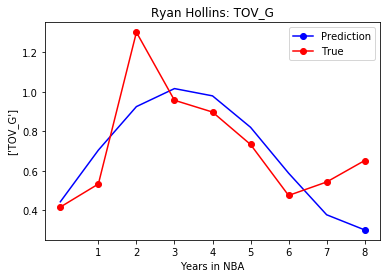 Ryan Hollins: TOV_G
Prediction
True
['TOV_G']
1.2
1.0
0.8
0.6
0.4
1 2 3 4 5 6 7 8
Years in NBA